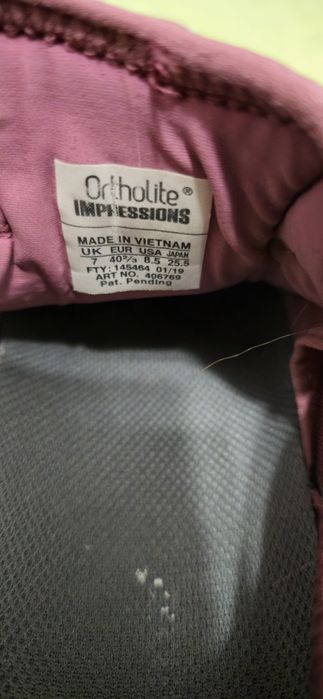 Ortholite®
IMPRESSIONS
MADE IN VIETNAM
UK EUR USA JAPAN
7 40²/₃ 8.5 25.5
FTY: 145464 01/19
ART NO. 406769
Pat. Pending